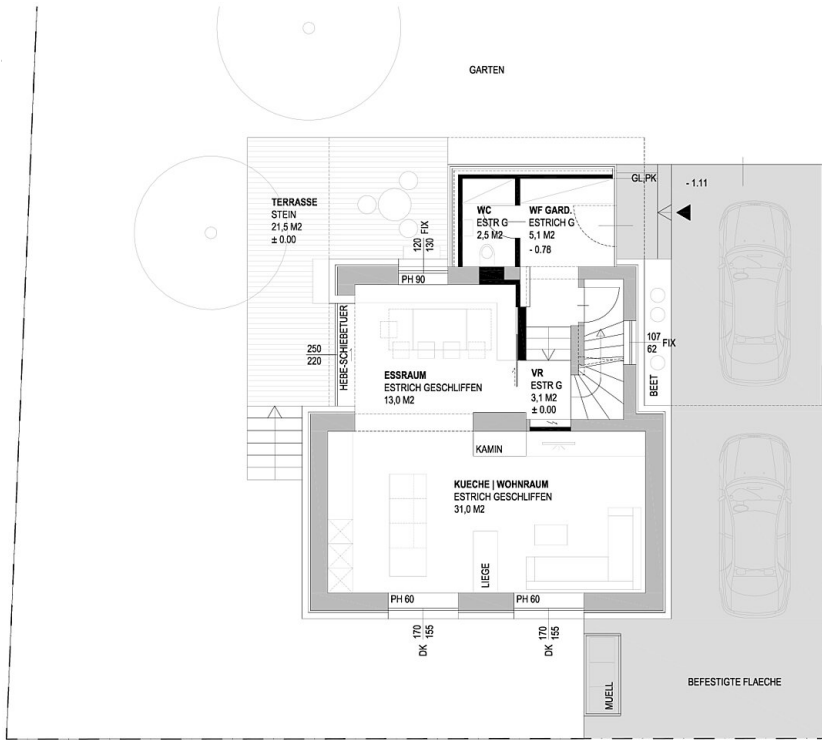 GARTEN
GL.PK
- 1.11
TERRASSE
STEIN
21,5 M2
± 0.00
WC
ESTR G
2,5 M2
WF GARD.
ESTRICH G
5,1 M2
- 0.78
120
130
FIX
PH 90
HEBE-SCHIEBETUER
250
220
107
62
FIX
ESSRAUM
ESTRICH GESCHLIFFEN
13,0 M2
VR
ESTR G
3,1 M2
± 0.00
BEET
KAMIN
KUECHE | WOHNRAUM
ESTRICH GESCHLIFFEN
31,0 M2
LIEGE
PH 60
PH 60
DK
170
155
DK
170
155
MUELL
BEFESTIGTE FLAECHE